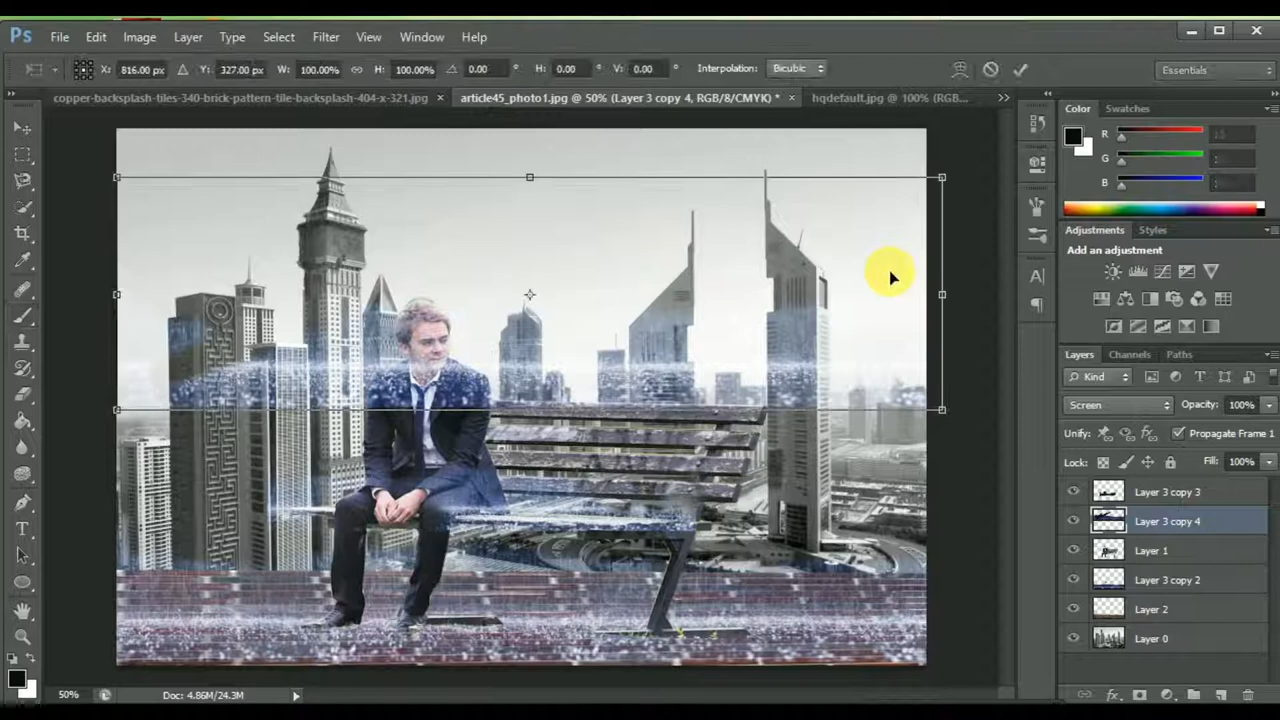 Ps File Edit Image Layer Type Select Filter View Window Help
X: 816.00 px Y: 327.00 px W: 100.00% H: 100.00% 0.00 ° H: 0.00 ° V: 0.00 ° Interpolation: Bicubic Essentials
copper-backsplash-tiles-340-brick-pattern-tile-backsplash-404-x-321.jpg × article45_photo1.jpg @ 50% (Layer 3 copy 4, RGB/8/CMYK) * × hqdefault.jpg @ 100% (RGB...
Color Swatches
R
G
B
Adjustments Styles
Add an adjustment
Layers Channels Paths
Kind
Screen Opacity: 100%
Unify: Propagate Frame 1
Lock: Fill: 100%
Layer 3 copy 3
Layer 3 copy 4
Layer 1
Layer 3 copy 2
Layer 2
Layer 0
50% Doc: 4.86M/24.3M